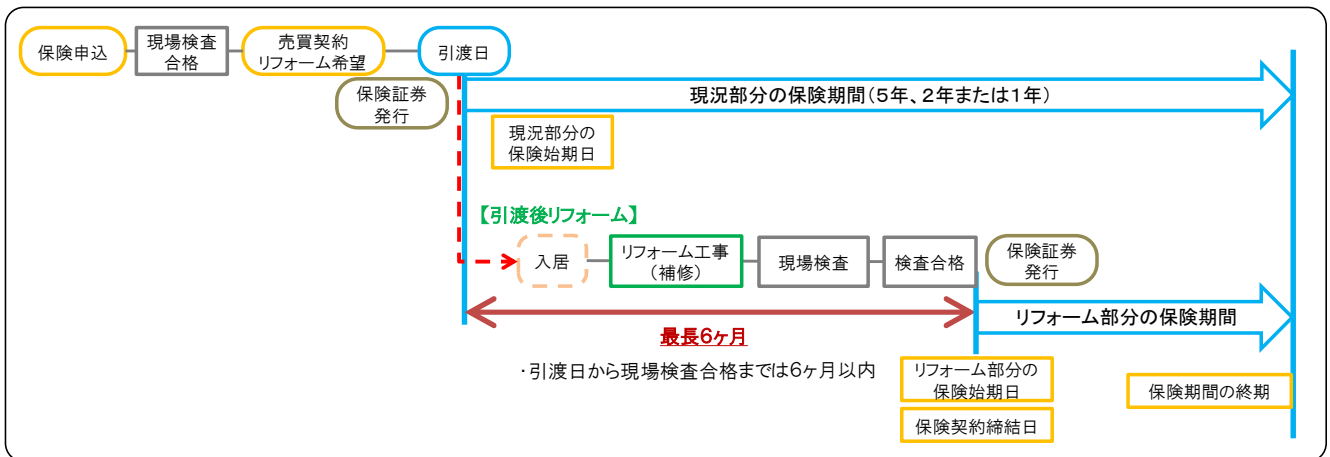 保険申込
現場検査
合格
売買契約
リフォーム希望
引渡日
保険証券
発行
現況部分の保険期間(5年、2年または1年)
現況部分の
保険始期日
【引渡後リフォーム】
入居
リフォーム工事
(補修)
現場検査
検査合格
保険証券
発行
リフォーム部分の保険期間
最長6ヶ月
・引渡日から現場検査合格までは6ヶ月以内
リフォーム部分の
保険始期日
保険期間の終期
保険契約締結日